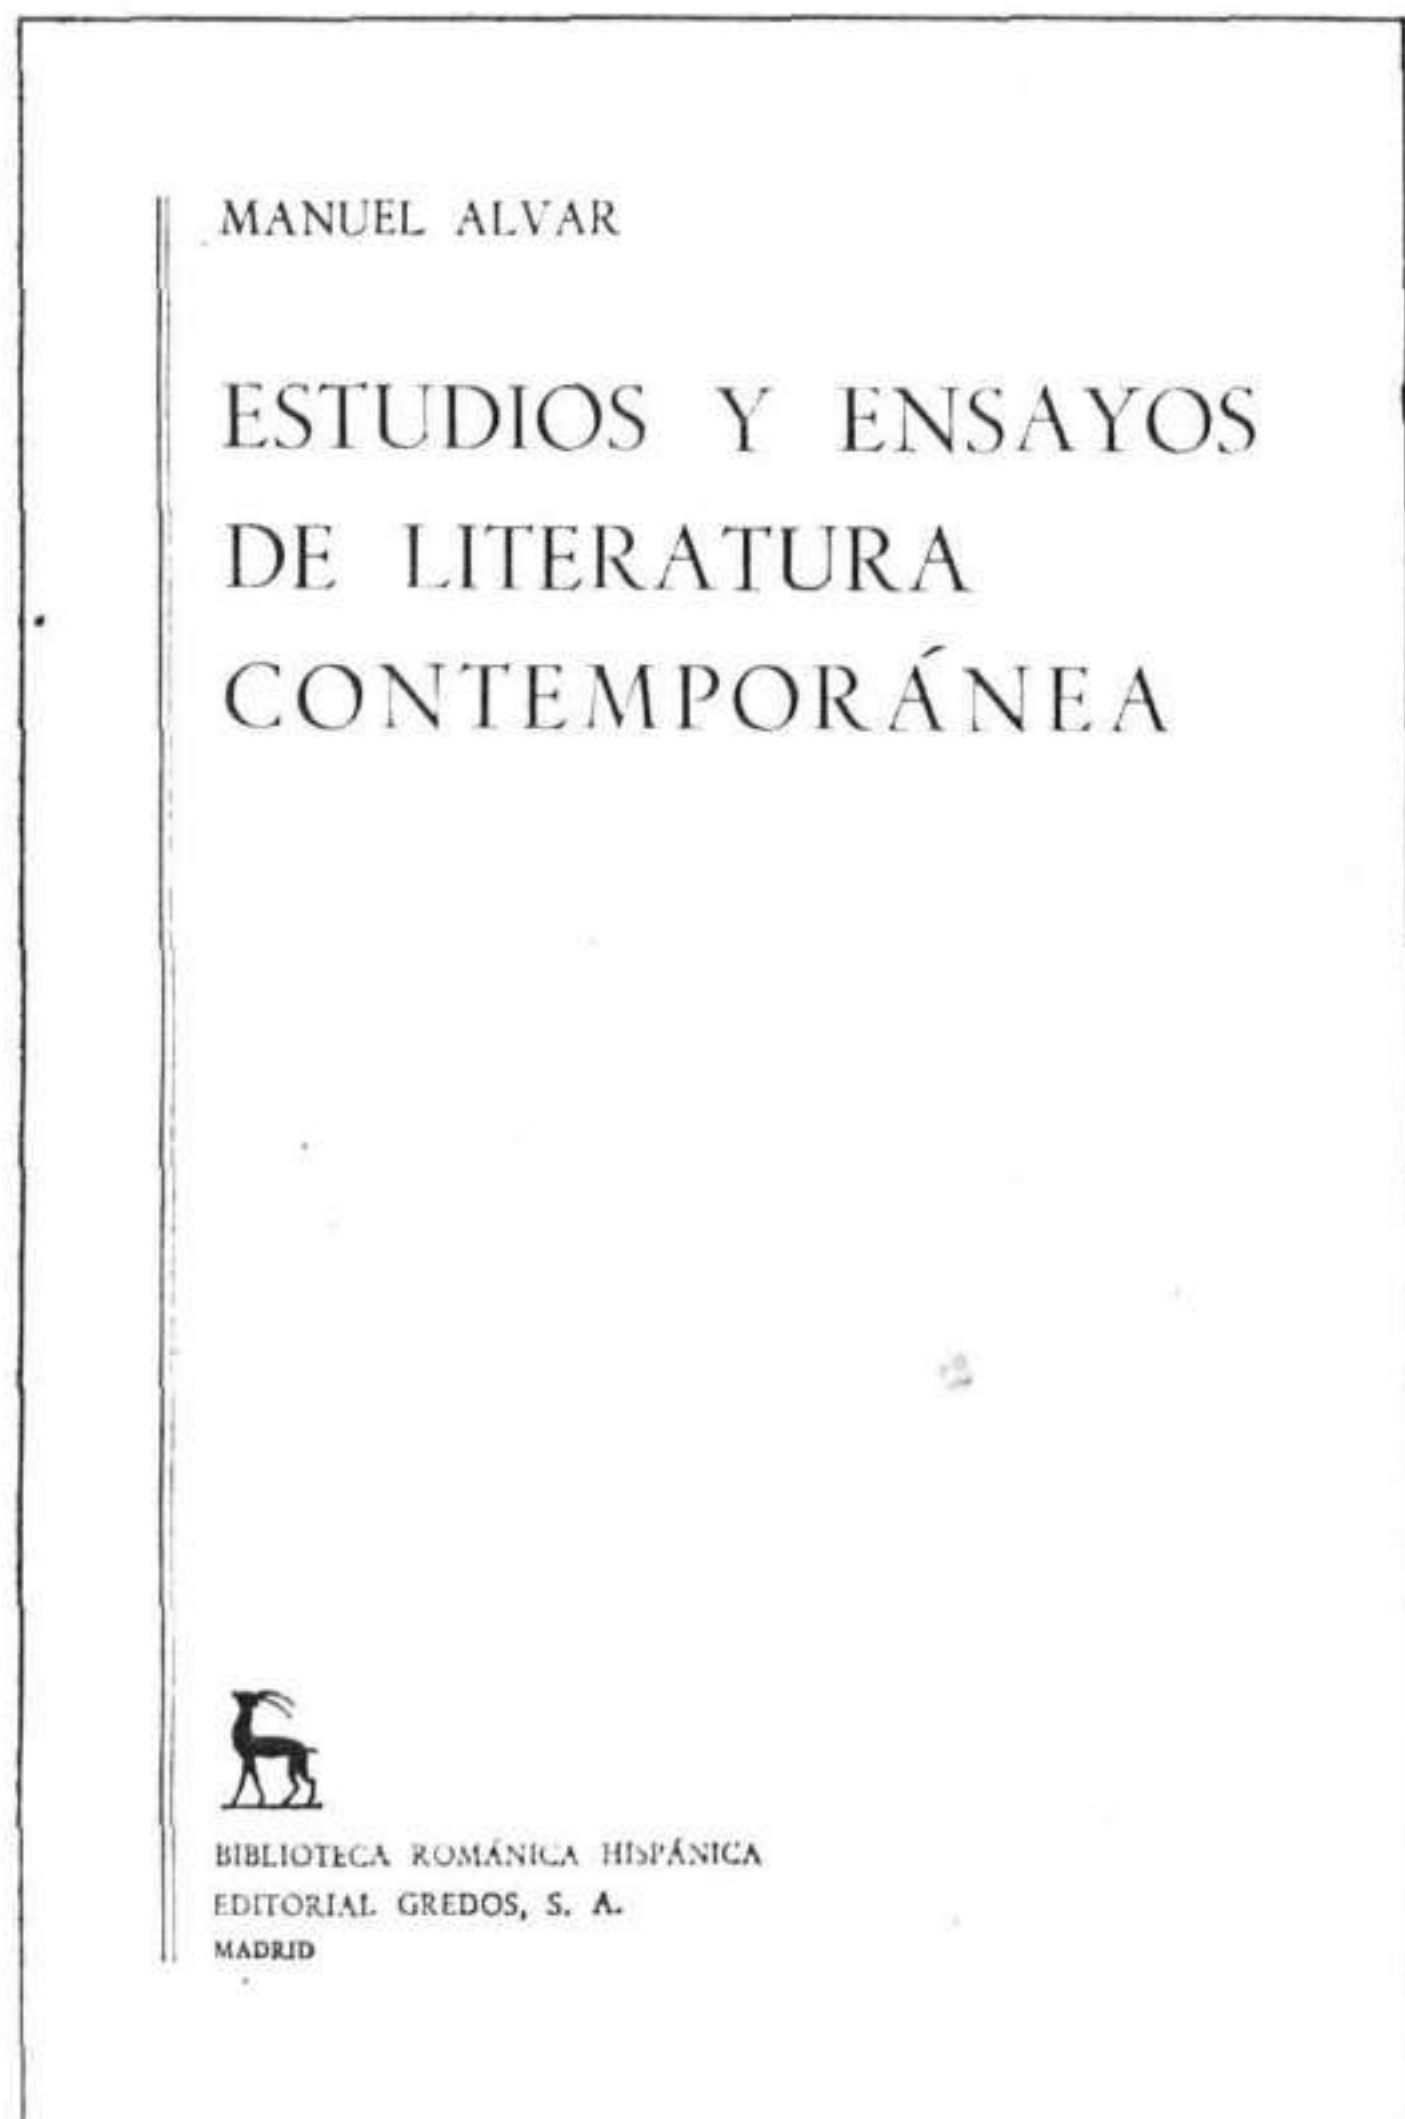 MANUEL ALVAR
ESTUDIOS Y ENSAYOS
DE LITERATURA
CONTEMPORÁNEA
BIBLIOTECA ROMÁNICA HISPÁNICA
EDITORIAL GREDOS, S. A.
MADRID